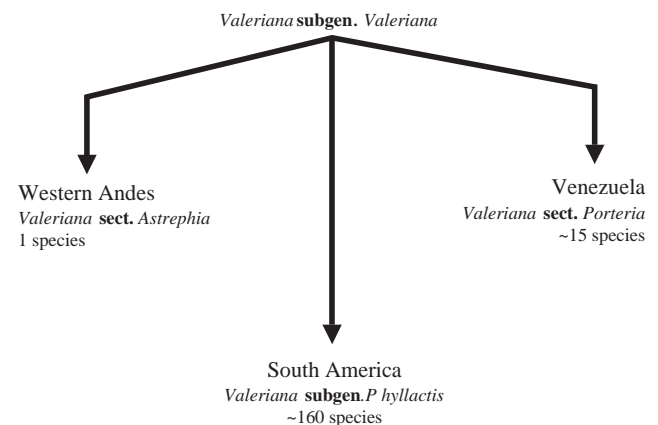 Valeriana subgen. Valeriana
Western Andes
Valeriana sect. Astrephia
1 species
Venezuela
Valeriana sect. Porteria
~15 species
South America
Valeriana subgen.P hyllactis
~160 species